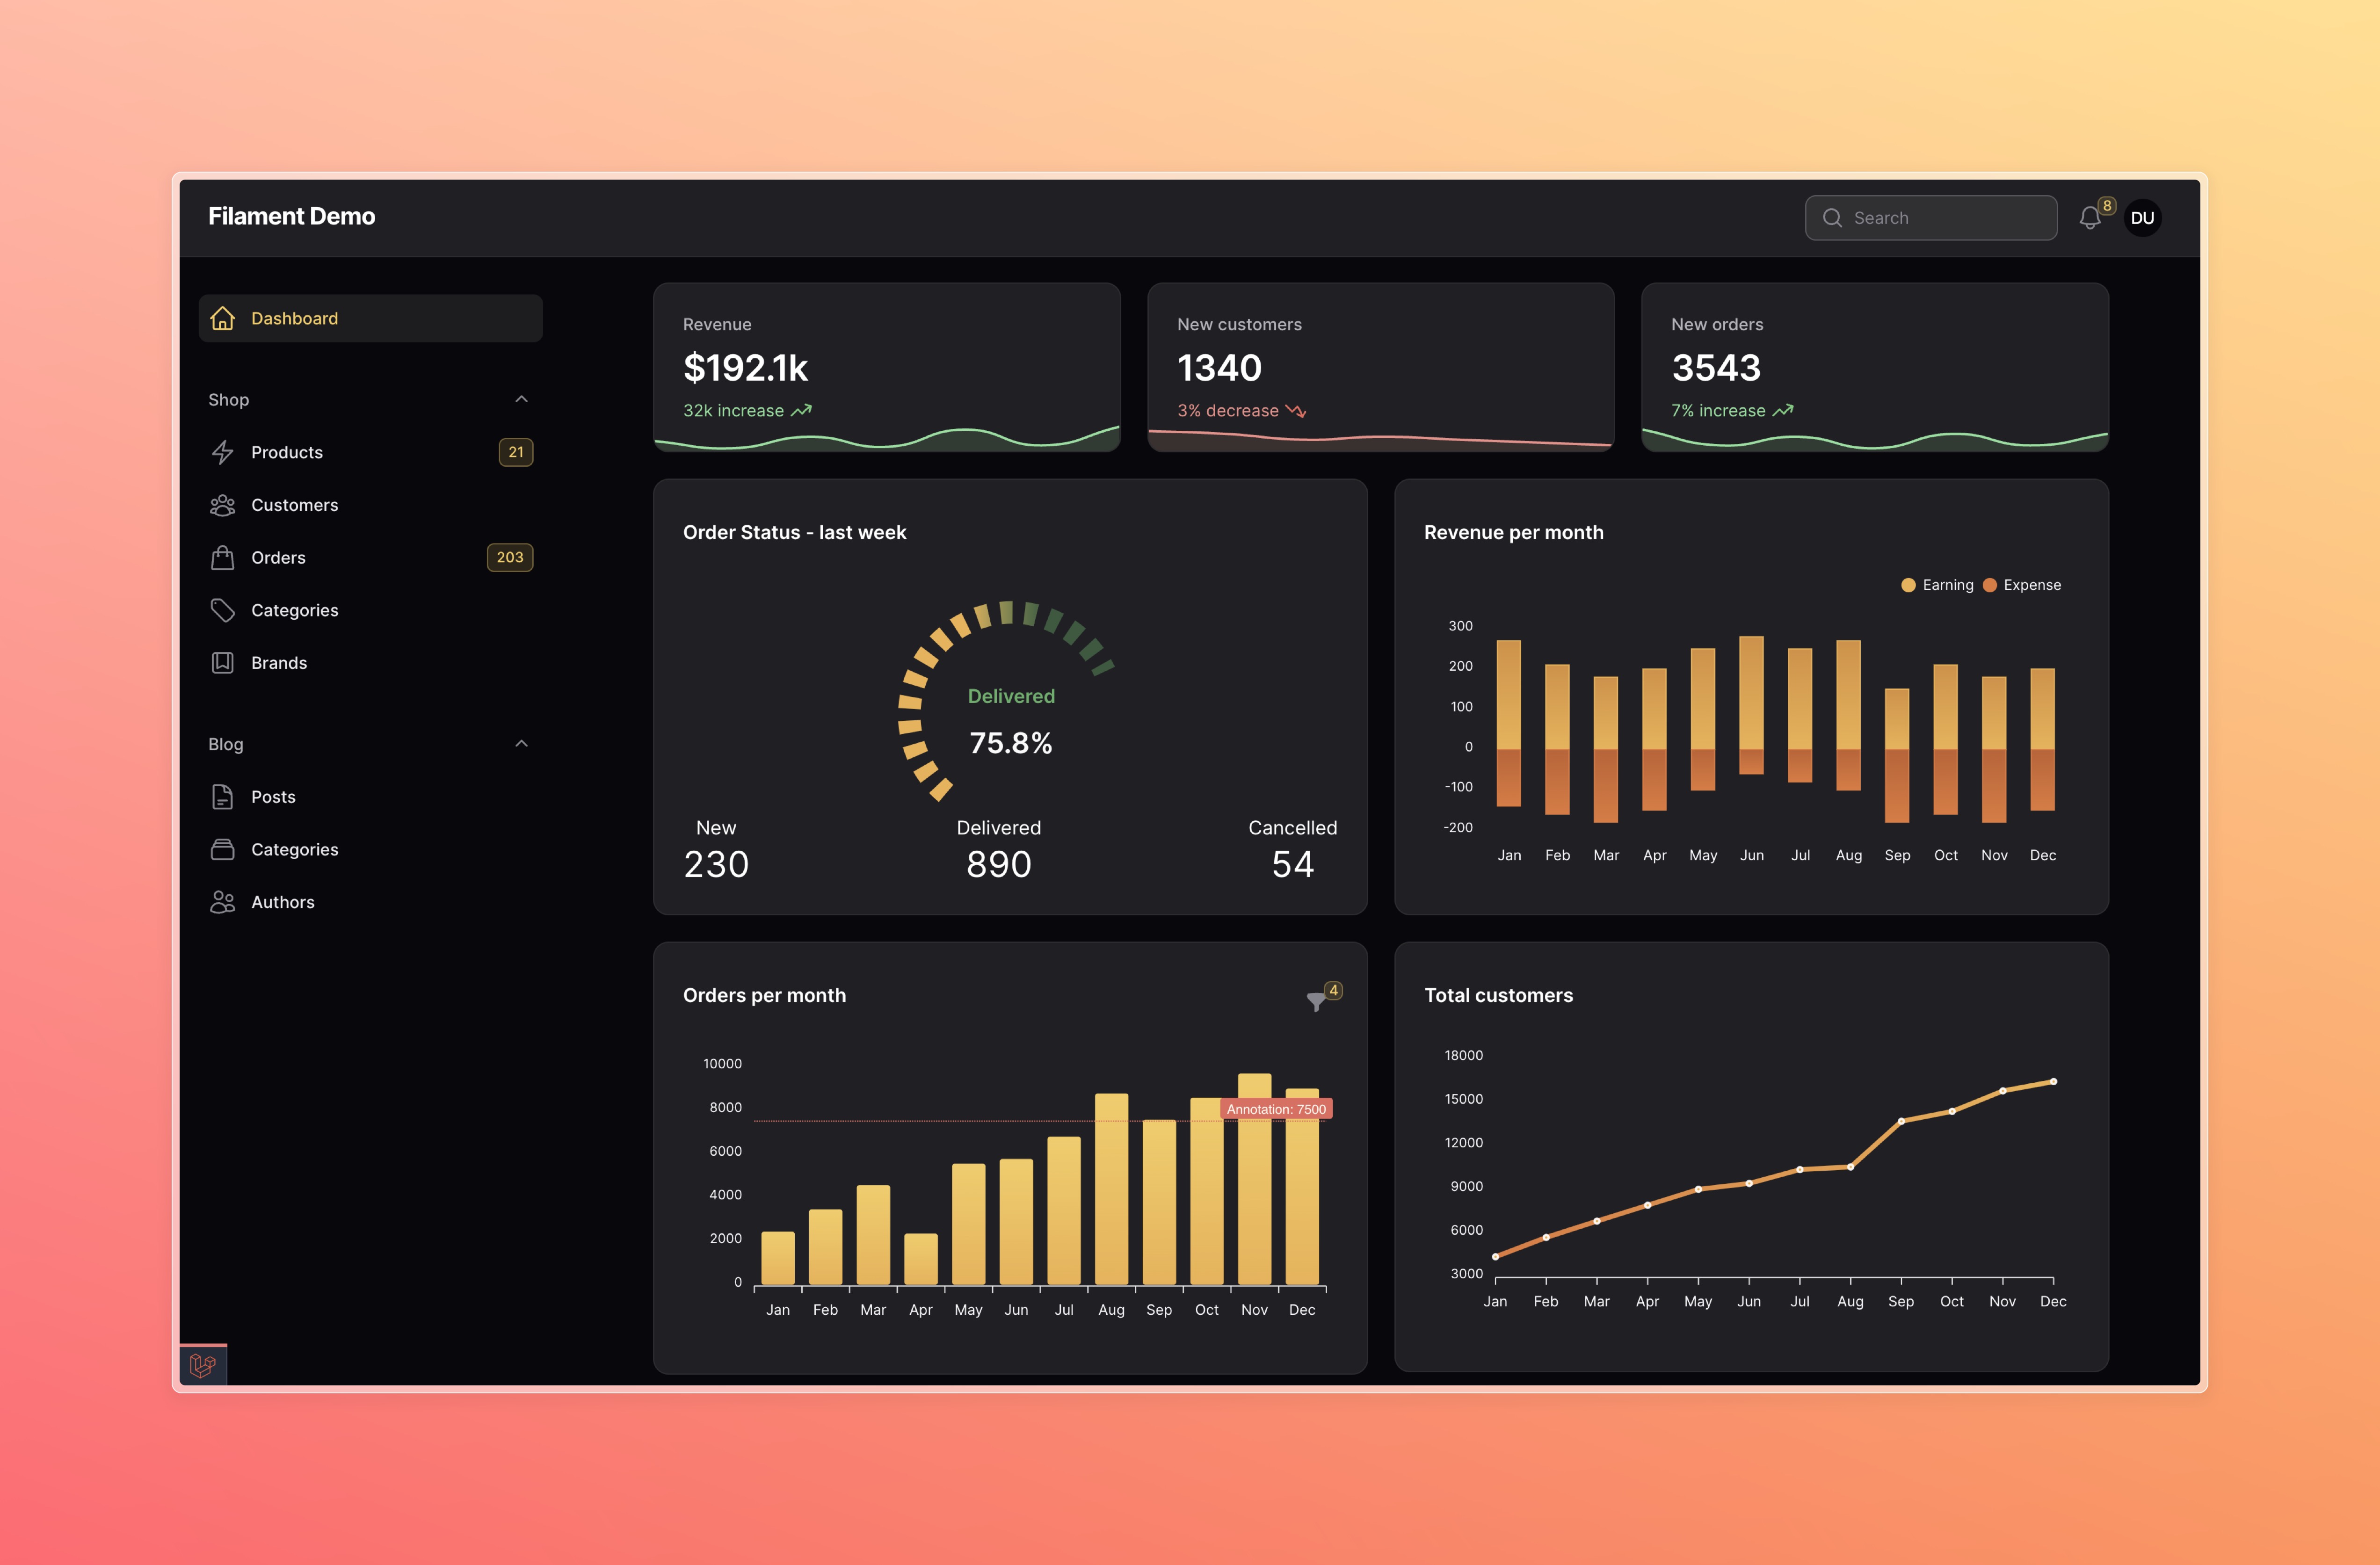 Filament Demo
Search
8
DU
Dashboard
Shop
Products
21
Customers
Orders
203
Categories
Brands
Blog
Posts
Categories
Authors
Revenue
$192.1k
32k increase
New customers
1340
3% decrease
New orders
3543
7% increase
Order Status - last week
Delivered
75.8%
New
230
Delivered
890
Cancelled
54
Revenue per month
Earning Expense
300
200
100
0
-100
-200
Jan Feb Mar Apr May Jun Jul Aug Sep Oct Nov Dec
Orders per month
4
10000
8000
6000
4000
2000
0
Annotation: 7500
Jan Feb Mar Apr May Jun Jul Aug Sep Oct Nov Dec
Total customers
18000
15000
12000
9000
6000
3000
Jan Feb Mar Apr May Jun Jul Aug Sep Oct Nov Dec